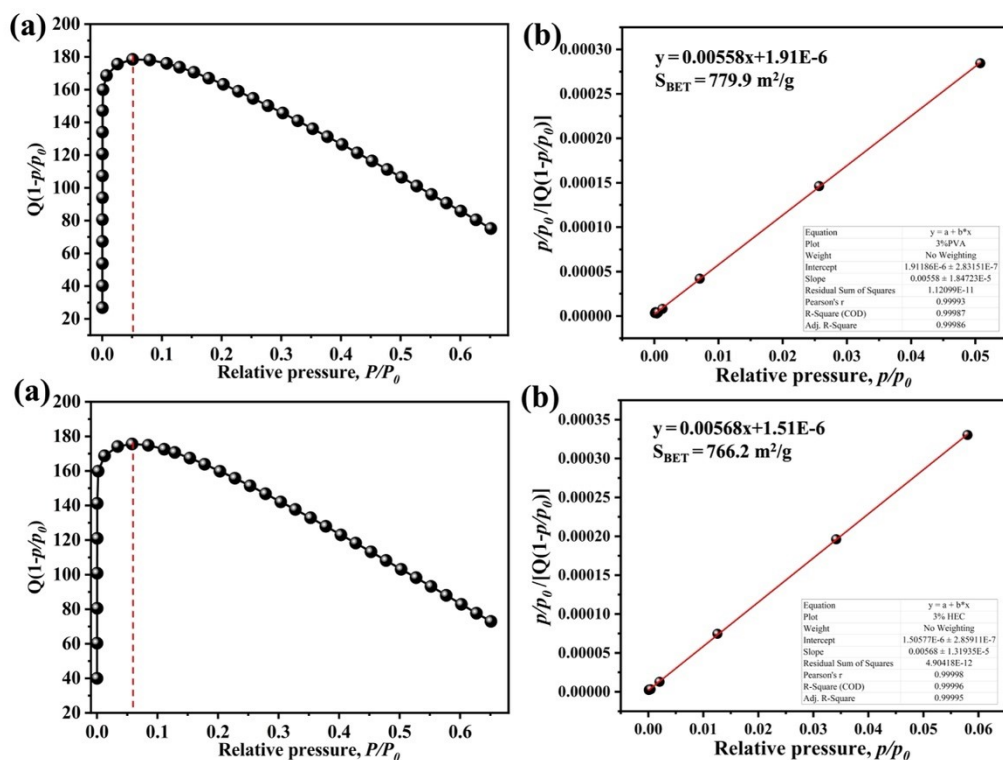 (a)
Q(1-p/p0)
200
180
160
140
120
100
80
60
40
20
0.0 0.1 0.2 0.3 0.4 0.5 0.6
Relative pressure, P/P0
(b)
p/p0 /[Q(1-p/p0)]
0.00030
0.00025
0.00020
0.00015
0.00010
0.00005
0.00000
y = 0.00558x+1.91E-6
SBET = 779.9 m2/g
Equation y = a + b*x
Plot 3%PVA
Weight No Weighting
Intercept 1.91186E-6 ± 2.83151E-7
Slope 0.00558 ± 1.84723E-5
Residual Sum of Squares 1.12099E-11
Pearson's r 0.99993
R-Square (COD) 0.99987
Adj. R-Square 0.99986
0.00 0.01 0.02 0.03 0.04 0.05
Relative pressure, p/p0
(a)
Q(1-p/p0)
200
180
160
140
120
100
80
60
40
20
0.0 0.1 0.2 0.3 0.4 0.5 0.6
Relative pressure, P/P0
(b)
p/p0 /[Q(1-p/p0)]
0.00035
0.00030
0.00025
0.00020
0.00015
0.00010
0.00005
0.00000
y = 0.00568x+1.51E-6
SBET = 766.2 m2/g
Equation y = a + b*x
Plot 3% HEC
Weight No Weighting
Intercept 1.50577E-6 ± 2.85911E-7
Slope 0.00568 ± 1.31935E-5
Residual Sum of Squares 4.90418E-12
Pearson's r 0.99998
R-Square (COD) 0.99996
Adj. R-Square 0.99995
0.00 0.01 0.02 0.03 0.04 0.05 0.06
Relative pressure, p/p0